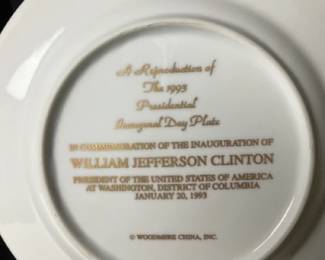 A Reproduction of
The 1993
Presidential
Inaugural Day Plate
IN COMMEMORATION OF THE INAUGURATION OF
WILLIAM JEFFERSON CLINTON
PRESIDENT OF THE UNITED STATES OF AMERICA
AT WASHINGTON, DISTRICT OF COLUMBIA
JANUARY 20, 1993
© WOODMERE CHINA, INC.